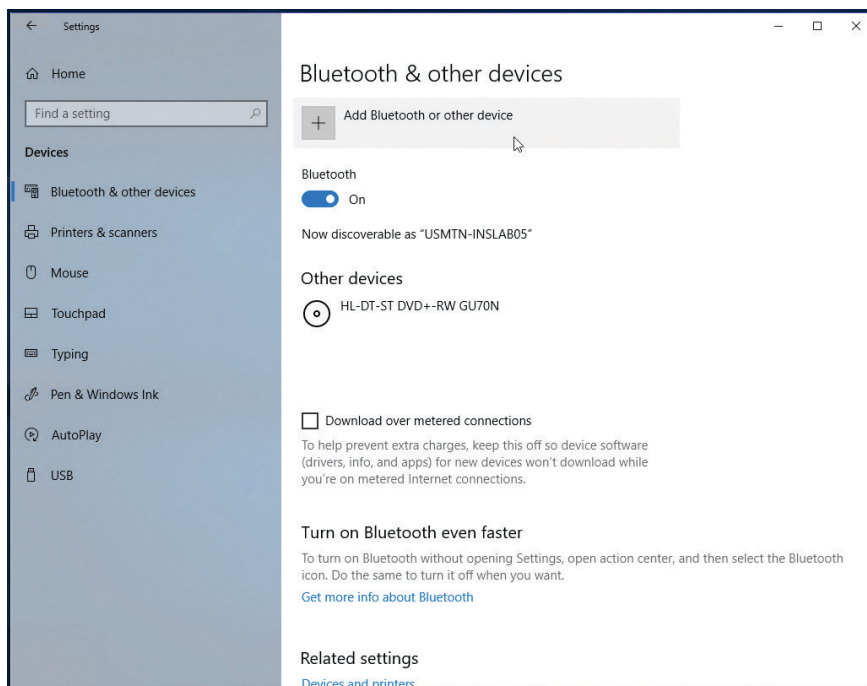 Settings
Home
Find a setting
Devices
Bluetooth & other devices
Printers & scanners
Mouse
Touchpad
Typing
Pen & Windows Ink
AutoPlay
USB
Bluetooth & other devices
Add Bluetooth or other device
Bluetooth
On
Now discoverable as “USMTN-INSLAB05”
Other devices
HL-DT-ST DVD+-RW GU70N
Download over metered connections
To help prevent extra charges, keep this off so device software
(drivers, info, and apps) for new devices won’t download while
you’re on metered Internet connections.
Turn on Bluetooth even faster
To turn on Bluetooth without opening Settings, open action center, and then select the Bluetooth
icon. Do the same to turn it off when you want.
Get more info about Bluetooth
Related settings
Devices and printers